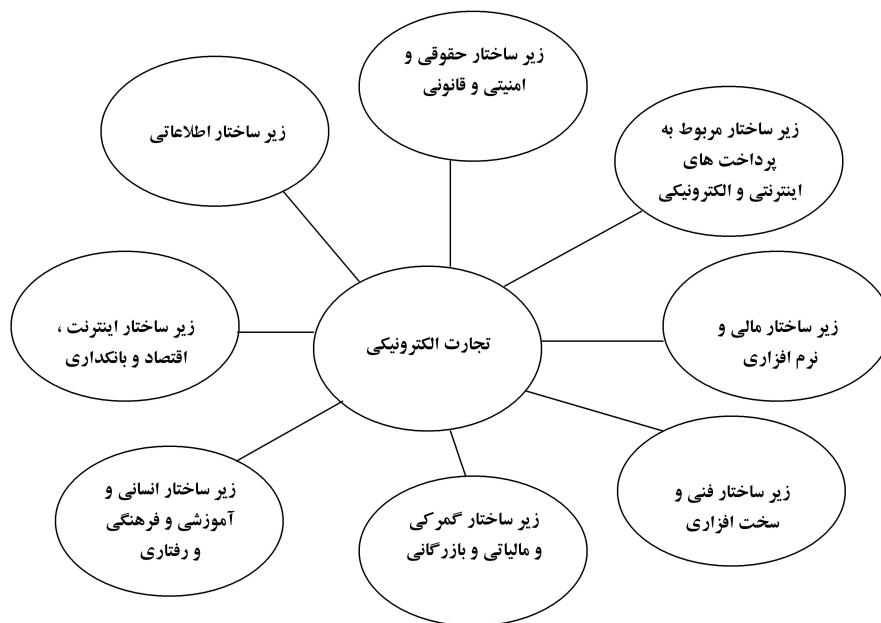 زیر ساختار حقوقی و
امنیتی و قانونی
زیر ساختار مربوط به
پرداخت های
اینترنتی و الکترونیکی
زیر ساختار اطلاعاتی
زیر ساختار مالی و
نرم افزاری
زیر ساختار اینترنت ،
اقتصاد و بانکداری
تجارت الکترونیکی
زیر ساختار فنی و
سخت افزاری
زیر ساختار گمرکی
و مالیاتی و بازرگانی
زیر ساختار انسانی و
آموزشی و فرهنگی
و رفتاری